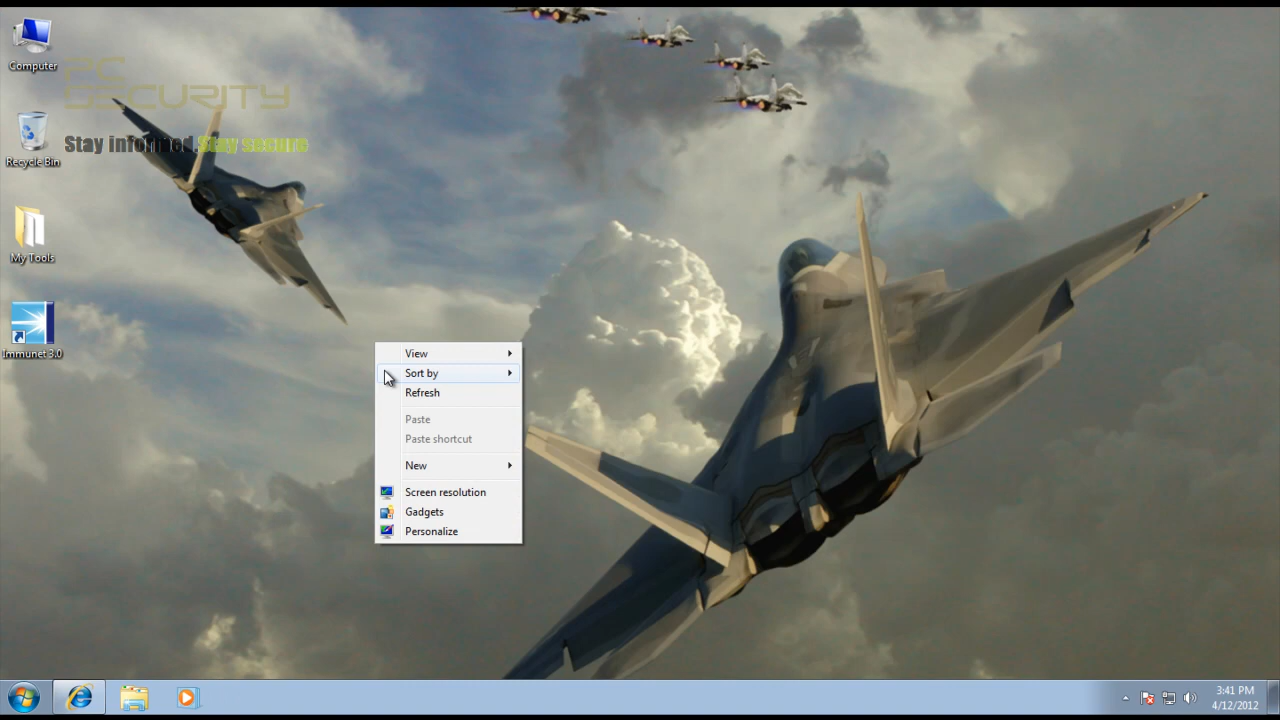 Computer
PC
SECURITY
Stay informed.Stay secure
Recycle Bin
My Tools
Immunet 3.0
View
Sort by
Refresh
Paste
Paste shortcut
New
Screen resolution
Gadgets
Personalize
3:41 PM
4/12/2012